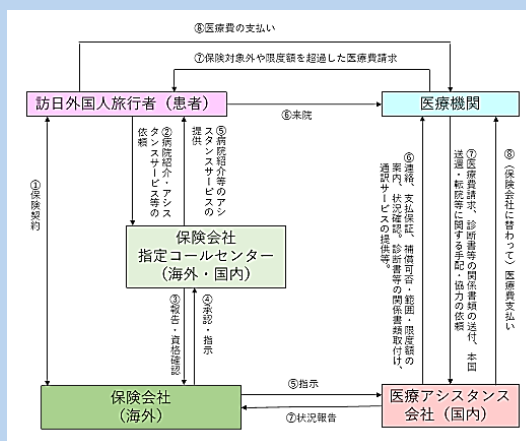 ⑧医療費の支払い
⑦保険対象外や限度額を超過した医療費請求
訪日外国人旅行者（患者）
⑥来院
医療機関
①保険契約
②病院紹介・アシス
タンスサービス等の
依頼
⑤病院紹介等のアシ
スタンスサービスの
提供
保険会社
指定コールセンター
（海外・国内）
③報告・資格確認
④承認・指示
⑥連絡、支払保証、補償可否・範囲・限度額の
案内、状況確認。診断書等の関係書類取付け、
通訳サービスの提供等。
⑦医療費請求、診断書等の関係書類の送付、本国
送還・転院等に関する手配・協力の依頼
⑧（保険会社に替わって）医療費支払い
保険会社
（海外）
⑤指示
⑦状況報告
医療アシスタンス
会社（国内）